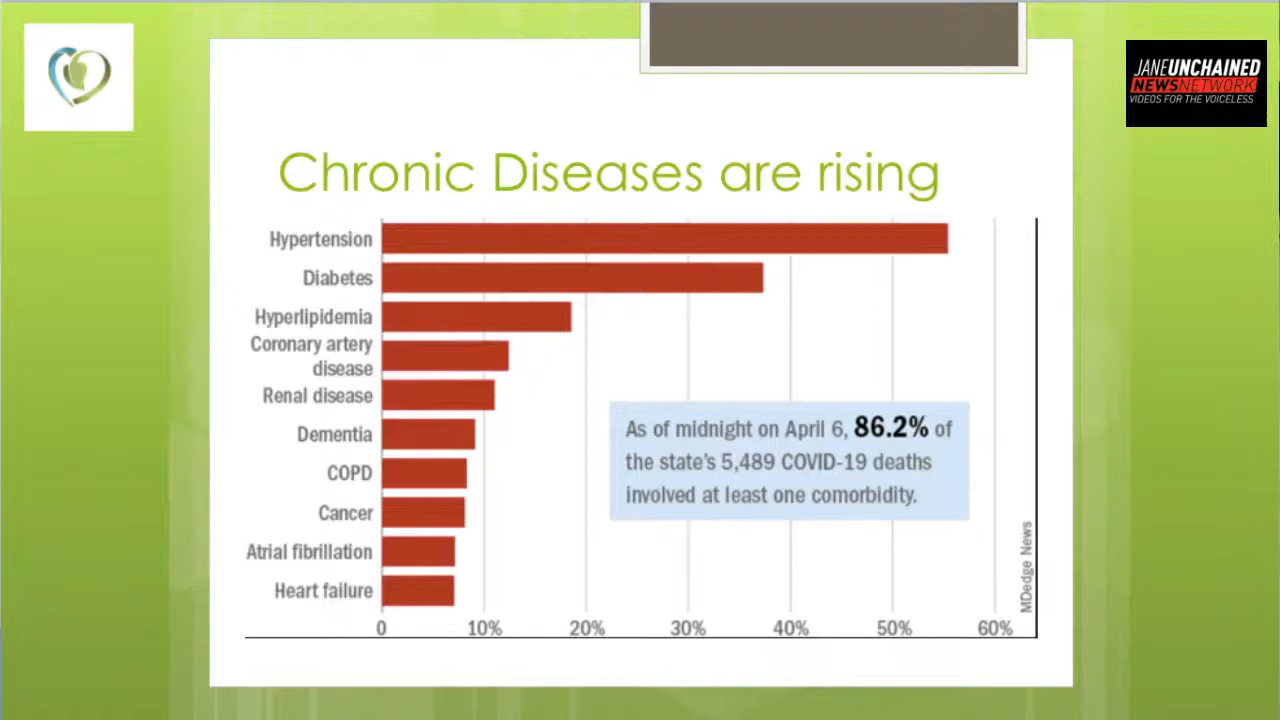 JANEUNCHAINED
NEWSNETWORK
VIDEOS FOR THE VOICELESS
Chronic Diseases are rising
Hypertension
Diabetes
Hyperlipidemia
Coronary artery
disease
Renal disease
Dementia
COPD
Cancer
Atrial fibrillation
Heart failure
As of midnight on April 6, 86.2% of
the state's 5,489 COVID-19 deaths
involved at least one comorbidity.
MDedge News
0 10% 20% 30% 40% 50% 60%